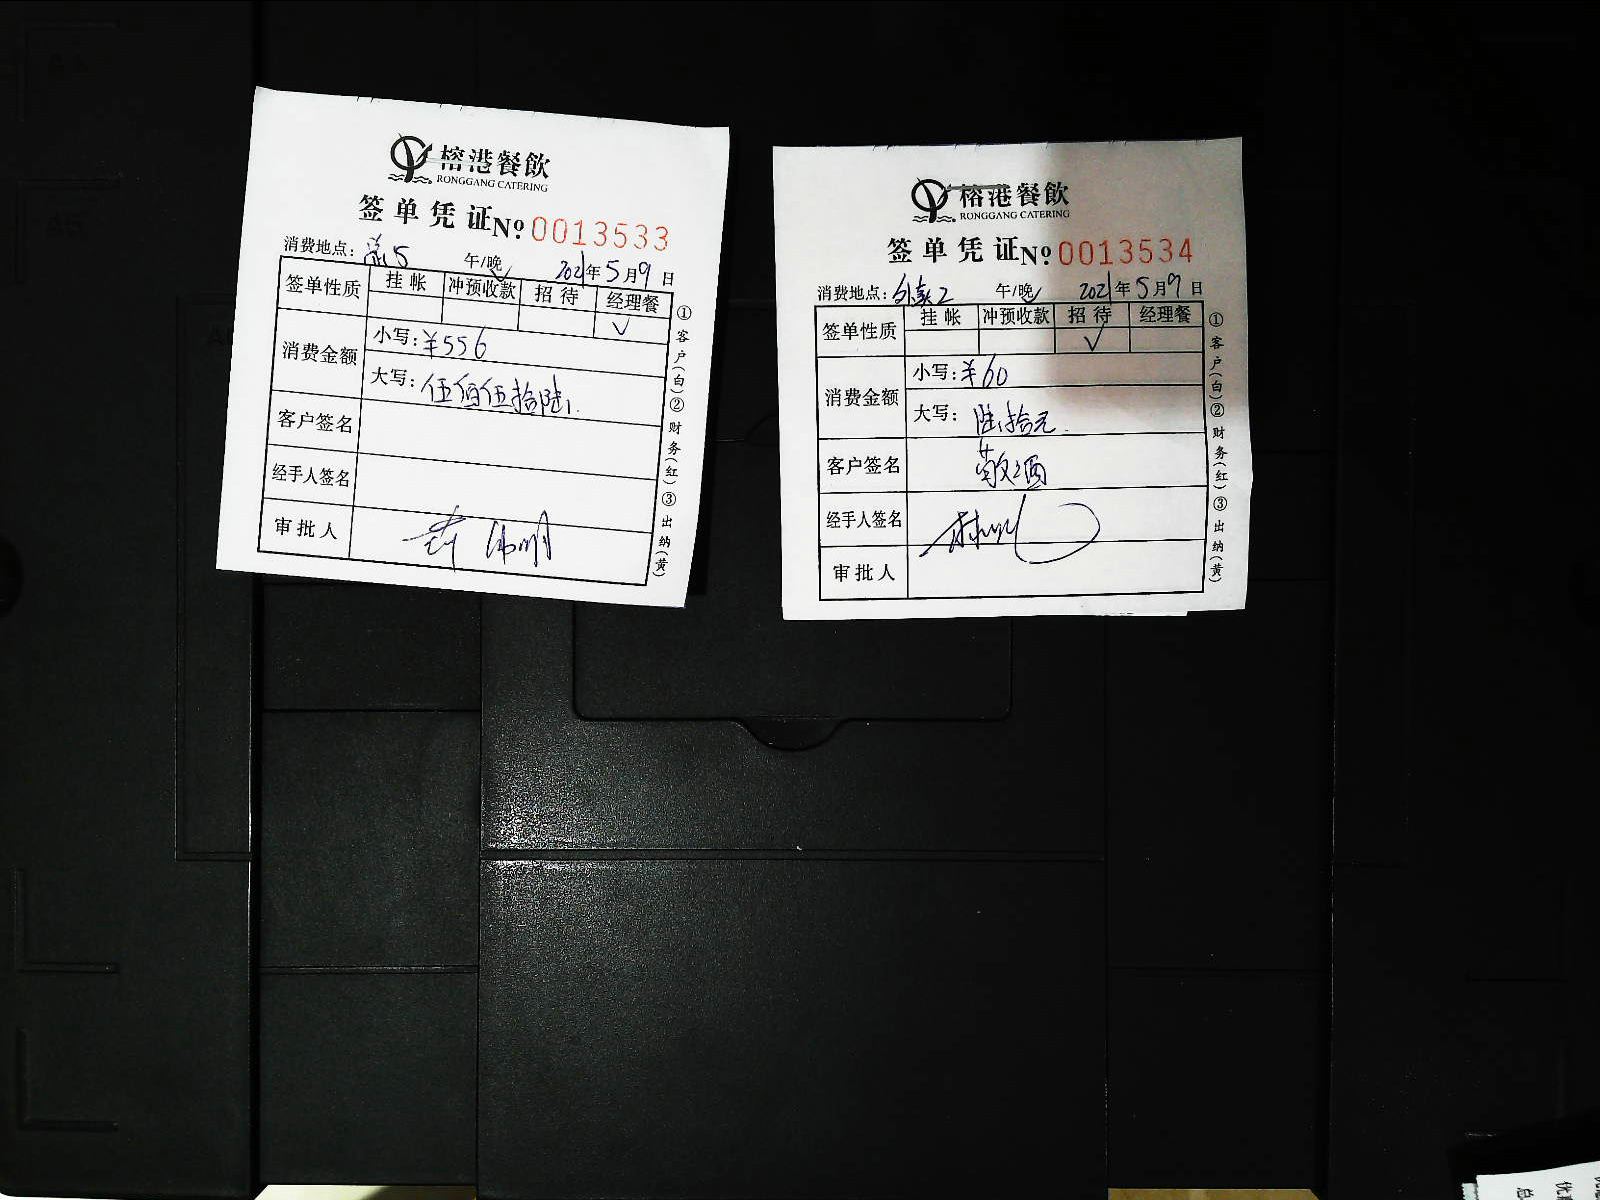 榕港餐飲
RONGGANG CATERING
签单凭证 № 0013533
消费地点： 5 午/晚 2021年5月9日
签单性质 挂帐 冲预收款 招待 经理餐
✓
消费金额 小写：¥556
大写：伍佰伍拾陆
客户签名
经手人签名
审批人
①客户(白)②财务(红)③出纳(黄)
榕港餐飲
RONGGANG CATERING
签单凭证 № 0013534
消费地点： 2 午/晚 2021年5月9日
签单性质 挂帐 冲预收款 招待 经理餐
✓
消费金额 小写：¥60
大写：陆拾元
客户签名 敬酒
经手人签名
审批人
①客户(白)②财务(红)③出纳(黄)